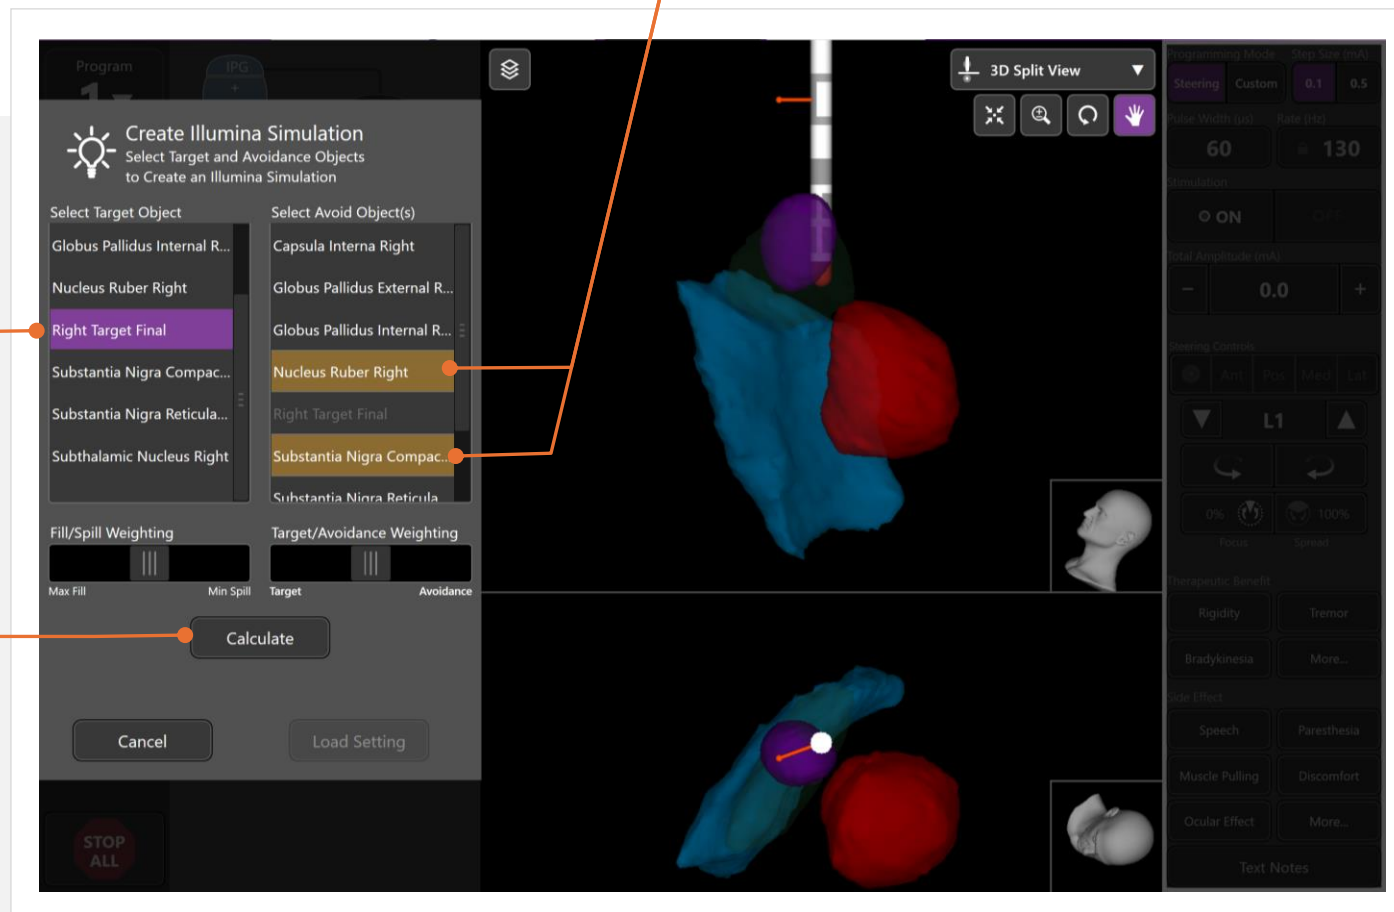 Program
1
IPG
+
Create Illumina Simulation
Select Target and Avoidance Objects
to Create an Illumina Simulation
Select Target Object
Globus Pallidus Internal R...
Nucleus Ruber Right
Right Target Final
Substantia Nigra Compac...
Substantia Nigra Reticula...
Subthalamic Nucleus Right
Select Avoid Object(s)
Capsula Interna Right
Globus Pallidus External R...
Globus Pallidus Internal R...
Nucleus Ruber Right
Right Target Final
Substantia Nigra Compac...
Substantia Nigra Reticula
Fill/Spill Weighting
Max Fill
Min Spill
Target/Avoidance Weighting
Target
Avoidance
Calculate
Cancel
Load Setting
STOP
ALL
3D Split View
Programming Mode
Steering
Custom
Step Size (mA)
0.1
0.5
Pulse Width (µs)
60
Rate (Hz)
130
Stimulation
ON
OFF
Total Amplitude (mA)
−
0.0
+
Steering Controls
Ant
Pos
Med
Lat
L1
0%
100%
Focus
Spread
Therapeutic Benefit
Rigidity
Tremor
Bradykinesia
More...
Side Effect
Speech
Paresthesia
Muscle Pulling
Discomfort
Ocular Effect
More...
Text Notes